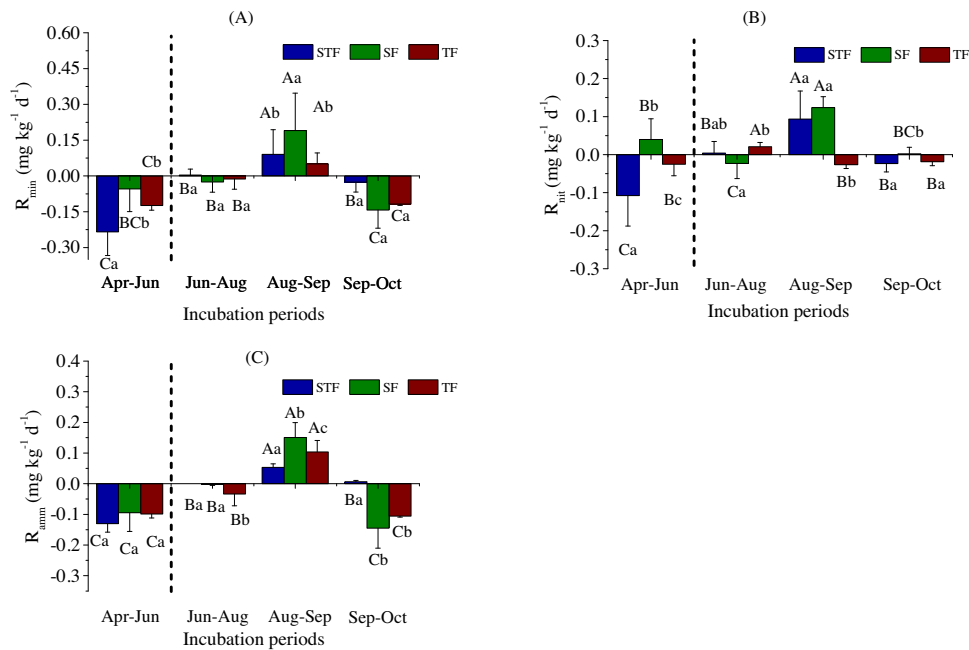 (A)
STF SF TF
R_min (mg kg⁻¹ d⁻¹)
0.60
0.45
0.30
0.15
0.00
-0.15
-0.30
Ca BCb Cb
Ba Ba Ba
Ab Aa Ab
Ba Ca Ca
Apr-Jun Jun-Aug Aug-Sep Sep-Oct
Incubation periods
(B)
STF SF TF
R_nit (mg kg⁻¹ d⁻¹)
0.3
0.2
0.1
0.0
-0.1
-0.2
-0.3
Ca Bb Bc
Bab Ca Ab
Aa Aa Bb
Ba BCb Ba
Apr-Jun Jun-Aug Aug-Sep Sep-Oct
Incubation periods
(C)
STF SF TF
R_amm (mg kg⁻¹ d⁻¹)
0.4
0.3
0.2
0.1
0.0
-0.1
-0.2
-0.3
Ca Ca Ca
Ba Ba Bb
Aa Ab Ac
Ba Cb Cb
Apr-Jun Jun-Aug Aug-Sep Sep-Oct
Incubation periods